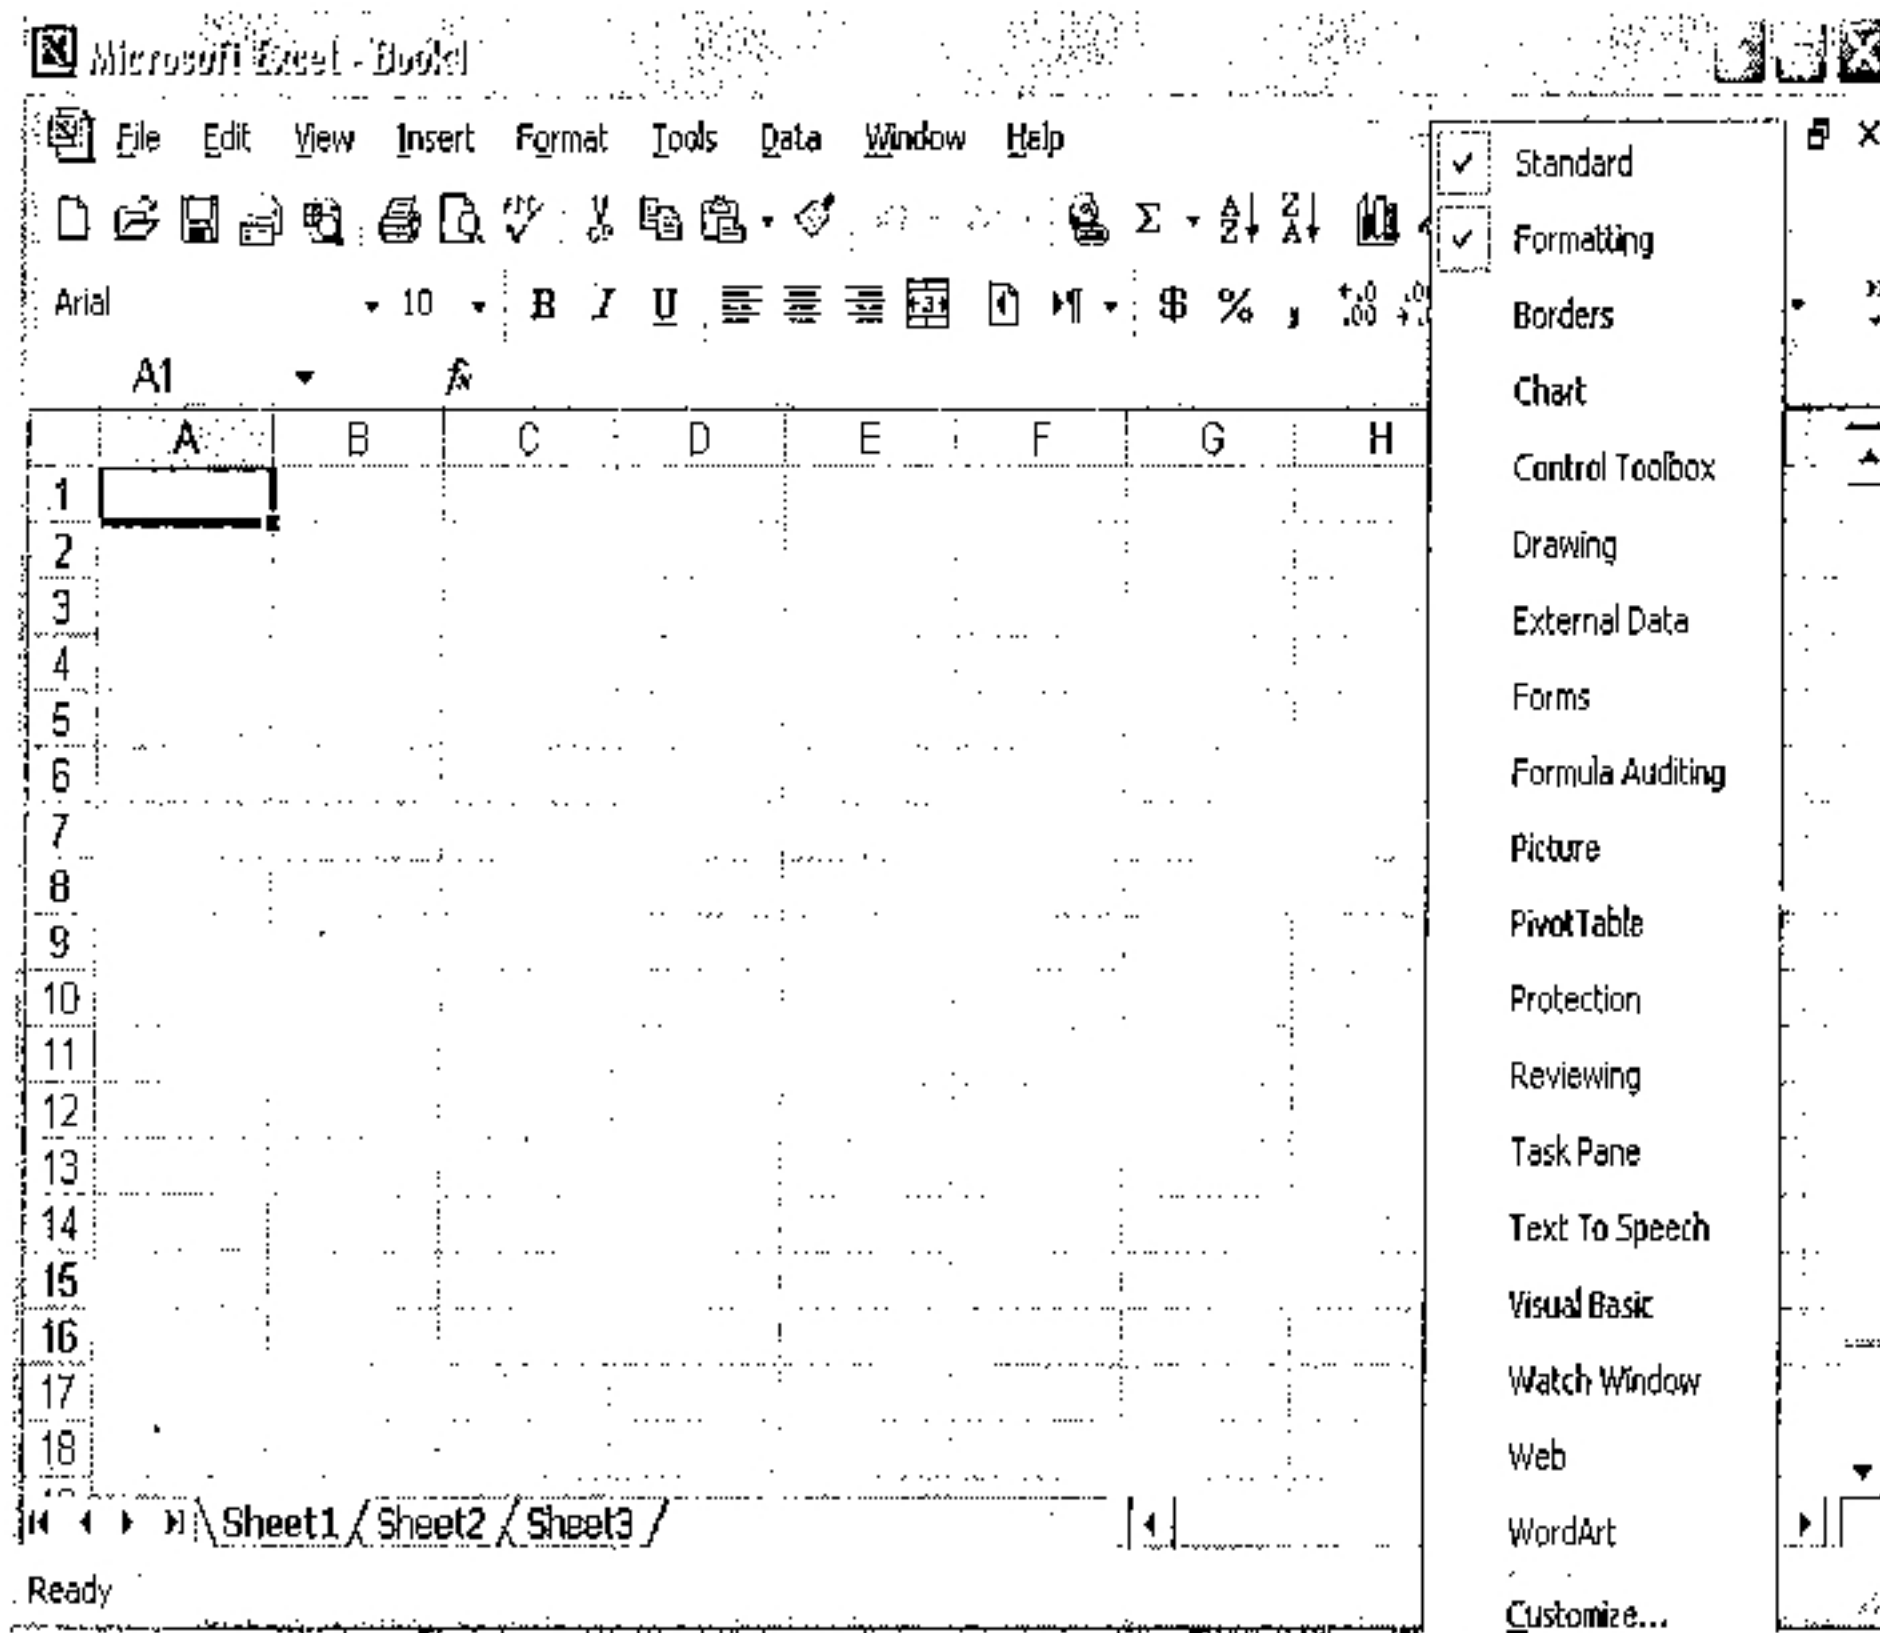 Microsoft Excel - Book1
File Edit View Insert Format Tools Data Window Help
Arial 10 B I U $ % , +.0 .00
A1 fx
A B C D E F G H
1
2
3
4
5
6
7
8
9
10
11
12
13
14
15
16
17
18
Sheet1 Sheet2 Sheet3
Ready
Standard
Formatting
Borders
Chart
Control Toolbox
Drawing
External Data
Forms
Formula Auditing
Picture
PivotTable
Protection
Reviewing
Task Pane
Text To Speech
Visual Basic
Watch Window
Web
WordArt
Customize...